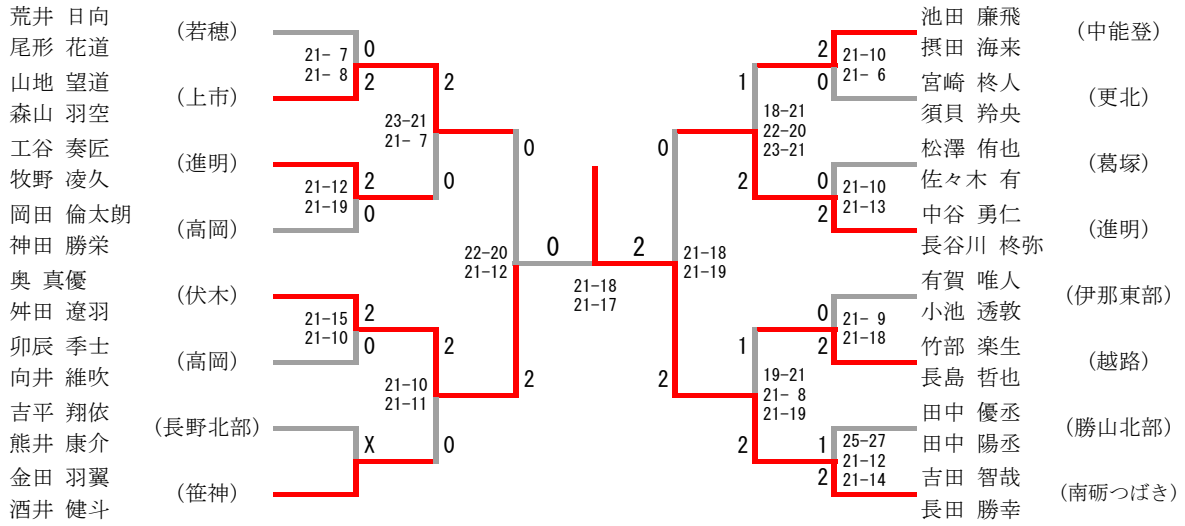 荒井 日向
尾形 花道
(若穂)
山地 望道
森山 羽空
(上市)
工谷 奏匠
牧野 凌久
(進明)
岡田 倫太朗
神田 勝栄
(高岡)
奥 真優
舛田 遼羽
(伏木)
卯辰 季士
向井 維吹
(高岡)
吉平 翔依
熊井 康介
(長野北部)
金田 羽翼
酒井 健斗
(笹神)
0
21- 7
21- 8
2
2
21-12
21-19
0
2
21-15
21-10
0
X
2
23-21
21- 7
0
2
21-10
21-11
0
0
22-20
21-12
2
0
2
21-18
21-17
0
21-18
21-19
2
1
18-21
22-20
23-21
2
1
19-21
21- 8
21-19
2
2
21-10
21- 6
0
0
21-10
21-13
2
0
21- 9
21-18
2
1
25-27
21-12
21-14
2
池田 廉飛
摂田 海来
(中能登)
宮崎 柊人
須貝 羚央
(更北)
松澤 侑也
佐々木 有
(葛塚)
中谷 勇仁
長谷川 柊弥
(進明)
有賀 唯人
小池 透敦
(伊那東部)
竹部 楽生
長島 哲也
(越路)
田中 優丞
田中 陽丞
(勝山北部)
吉田 智哉
長田 勝幸
(南砺つばき)